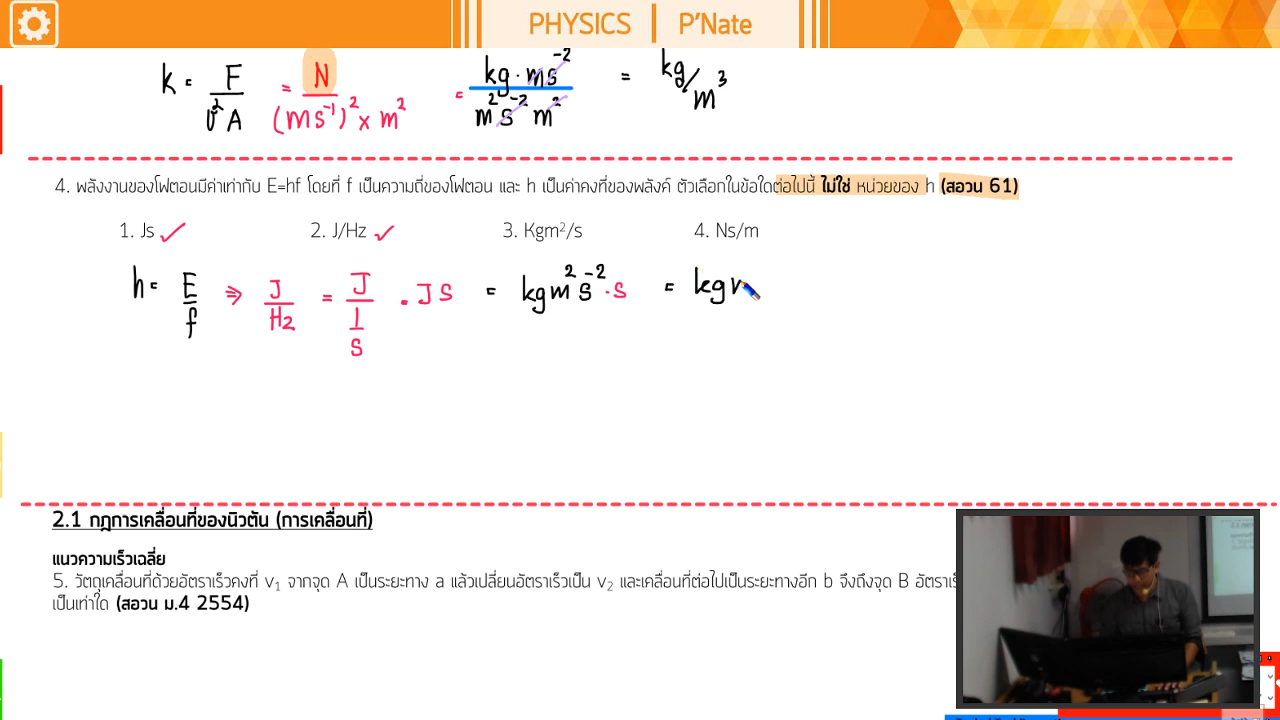 PHYSICS | P'Nate
k = F / v² A = N / (m s⁻¹)² x m² = kg · m s⁻² / m² s⁻² m² = kg/m³
4. พลังงานของโฟตอนมีค่าเท่ากับ E=hf โดยที่ f เป็นความถี่ของโฟตอน และ h เป็นค่าคงที่ของพลังค์ ตัวเลือกในข้อใดต่อไปนี้ ไม่ใช่ หน่วยของ h (สอวน 61)
1. Js ✓ 2. J/Hz ✓ 3. Kgm²/s 4. Ns/m
h = E / f ⇒ J / Hz = J / 1 / s . J s = kg m² s⁻² · s = kg
2.1 กฎการเคลื่อนที่ของนิวตัน (การเคลื่อนที่)
แนวความเร็วเฉลี่ย
5. วัตถุเคลื่อนที่ด้วยอัตราเร็วคงที่ v₁ จากจุด A เป็นระยะทาง a แล้วเปลี่ยนอัตราเร็วเป็น v₂ และเคลื่อนที่ต่อไปเป็นระยะทางอีก b จึงถึงจุด B
เป็นเท่าใด (สอวน ม.4 2554)